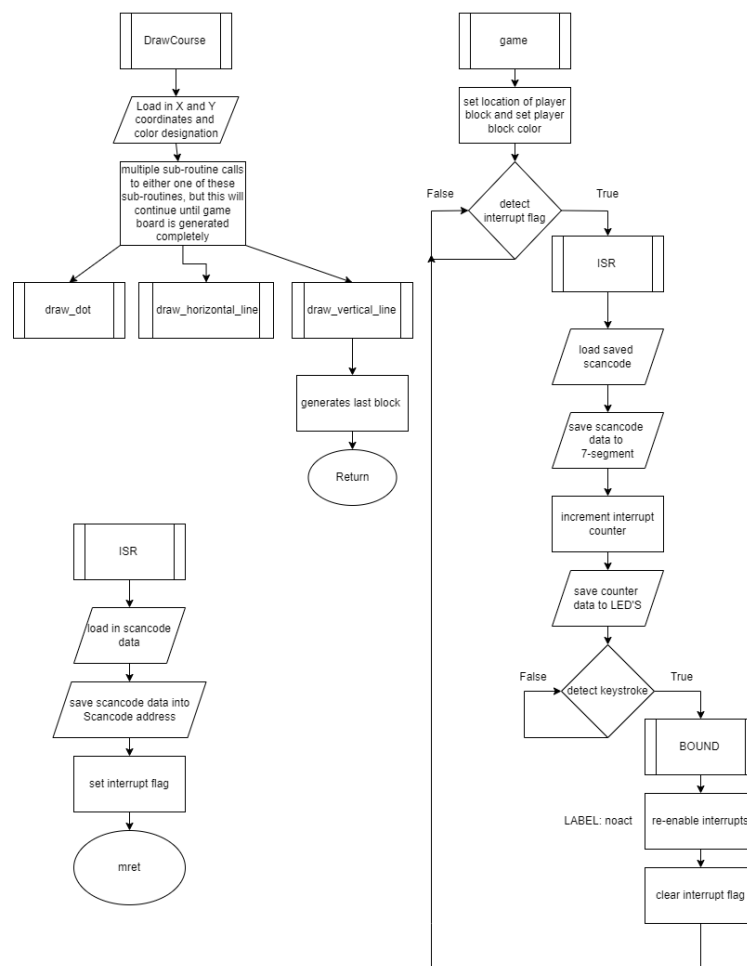 DrawCourse
Load in X and Y
coordinates and
color designation
multiple sub-routine calls
to either one of these
sub-routines, but this will
continue until game
board is generated
completely
draw_dot
draw_horizontal_line
draw_vertical_line
generates last block
Return
ISR
load in scancode
data
save scancode data into
Scancode address
set interrupt flag
mret
game
set location of player
block and set player
block color
False
True
detect
interrupt flag
ISR
load saved
scancode
save scancode
data to
7-segment
increment interrupt
counter
save counter
data to LED'S
False
True
detect keystroke
BOUND
LABEL: noact
re-enable interrupts
clear interrupt flag